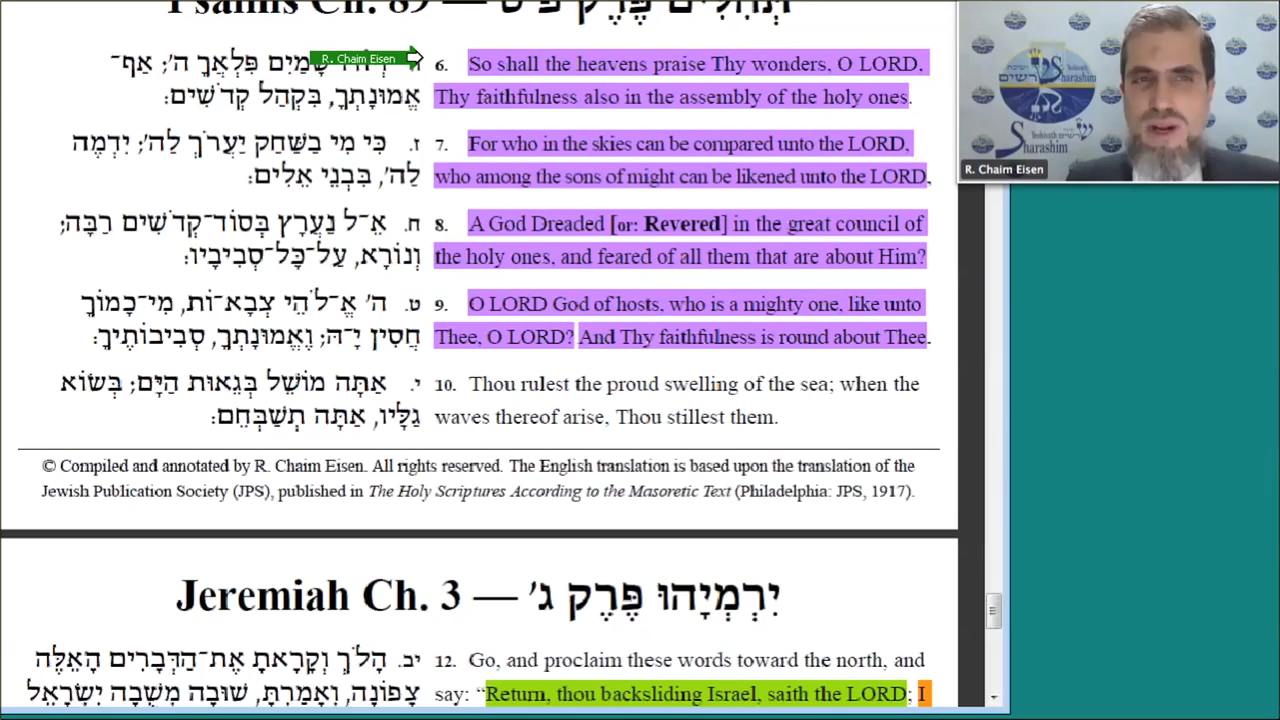 Psalms Ch. 89 — תְּהִלִּים פֶּרֶק פ״ט
R. Chaim Eisen
שָׁמַיִם פִּלְאֲךָ ה'; אַף־
אֱמוּנָתְךָ, בִּקְהַל קְדֹשִׁים:
6. So shall the heavens praise Thy wonders, O LORD,
Thy faithfulness also in the assembly of the holy ones.
ז. כִּי מִי בַשַּׁחַק יַעֲרֹךְ לַה'; יִדְמֶה
לַה', בִּבְנֵי אֵלִים:
7. For who in the skies can be compared unto the LORD,
who among the sons of might can be likened unto the LORD,
ח. אֵ־ל נַעֲרָץ בְּסוֹד־קְדֹשִׁים רַבָּה;
וְנוֹרָא, עַל־כָּל־סְבִיבָיו:
8. A God Dreaded [or: Revered] in the great council of
the holy ones, and feared of all them that are about Him?
ט. ה' אֱ־לֹהֵי צְבָא־וֹת, מִי־כָמוֹךָ
חֲסִין יָ־הּ; וֶאֱמוּנָתְךָ, סְבִיבוֹתֶיךָ:
9. O LORD God of hosts, who is a mighty one, like unto
Thee, O LORD? And Thy faithfulness is round about Thee.
י. אַתָּה מוֹשֵׁל בְּגֵאוּת הַיָּם; בְּשׂוֹא
גַלָּיו, אַתָּה תְשַׁבְּחֵם:
10. Thou rulest the proud swelling of the sea; when the
waves thereof arise, Thou stillest them.
© Compiled and annotated by R. Chaim Eisen. All rights reserved. The English translation is based upon the translation of the
Jewish Publication Society (JPS), published in The Holy Scriptures According to the Masoretic Text (Philadelphia: JPS, 1917).
Jeremiah Ch. 3 — יִרְמְיָהוּ פֶּרֶק ג'
יב. הָלֹךְ וְקָרָאתָ אֶת־הַדְּבָרִים הָאֵלֶּה
צָפוֹנָה, וְאָמַרְתָּ, שׁוּבָה מְשֻׁבָה יִשְׂרָאֵל
12. Go, and proclaim these words toward the north, and
say: “Return, thou backsliding Israel, saith the LORD; I
Sharashim
Yeshivath
Sharashim
R. Chaim Eisen